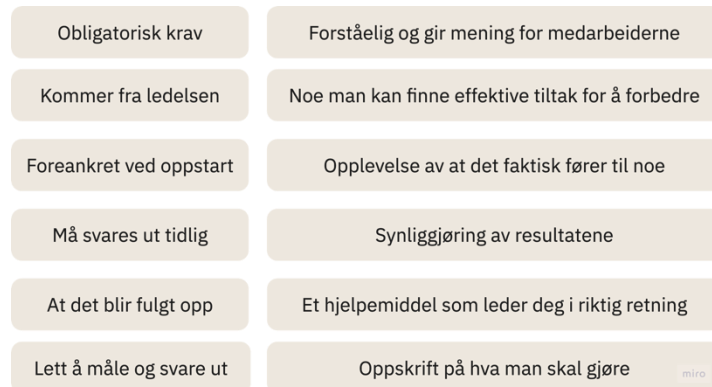 Obligatorisk krav
Forståelig og gir mening for medarbeiderne
Kommer fra ledelsen
Noe man kan finne effektive tiltak for å forbedre
Foreankret ved oppstart
Opplevelse av at det faktisk fører til noe
Må svares ut tidlig
Synliggjøring av resultatene
At det blir fulgt opp
Et hjelpemiddel som leder deg i riktig retning
Lett å måle og svare ut
Oppskrift på hva man skal gjøre
miro